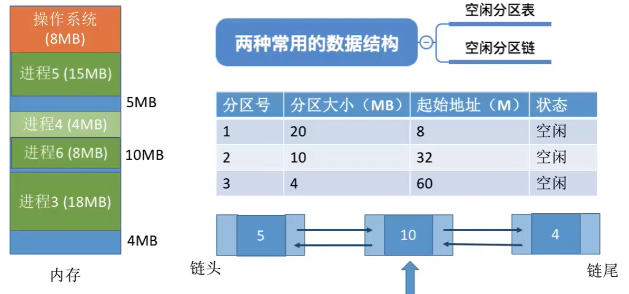 操作系统
(8MB)
进程5 (15MB)
5MB
进程4 (4MB)
进程6 (8MB)
10MB
进程3 (18MB)
4MB
内存
两种常用的数据结构
空闲分区表
空闲分区链
分区号 分区大小（MB） 起始地址（M） 状态
1 20 8 空闲
2 10 32 空闲
3 4 60 空闲
5 10 4
链头
链尾